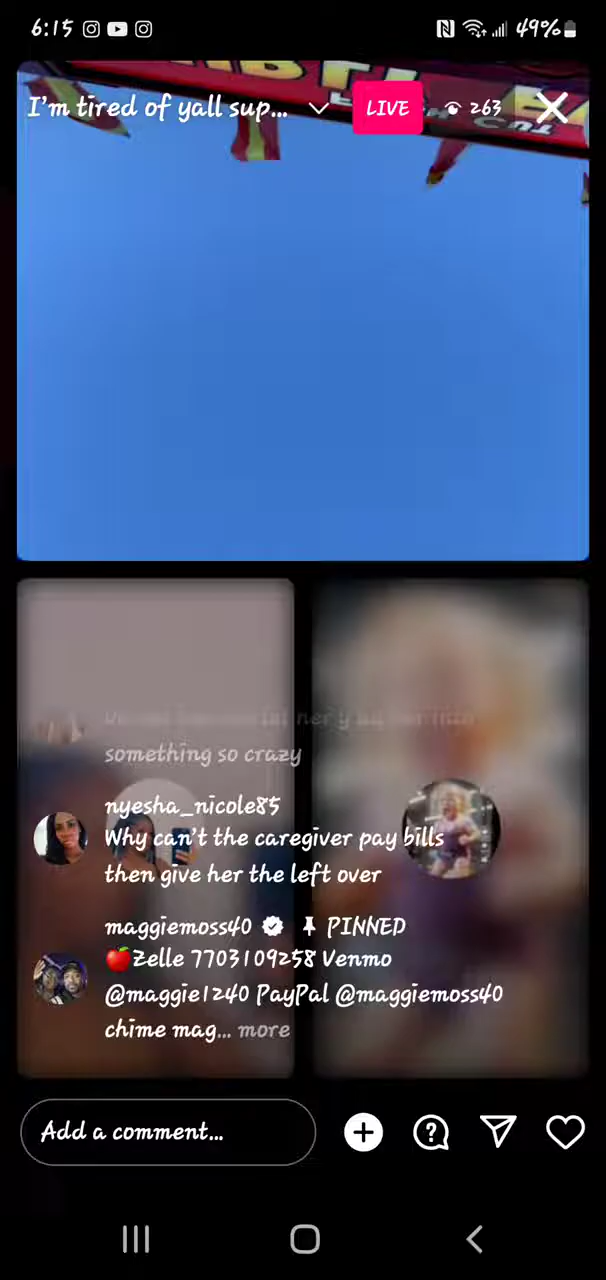 6:15
49%
I'm tired of yall sup...
LIVE
263
something so crazy
nyesha_nicole85
Why can't the caregiver pay bills
then give her the left over
maggiemoss40 PINNED
🍎Zelle 7703109258 Venmo
@maggie1240 PayPal @maggiemoss40
chime mag... more
Add a comment...